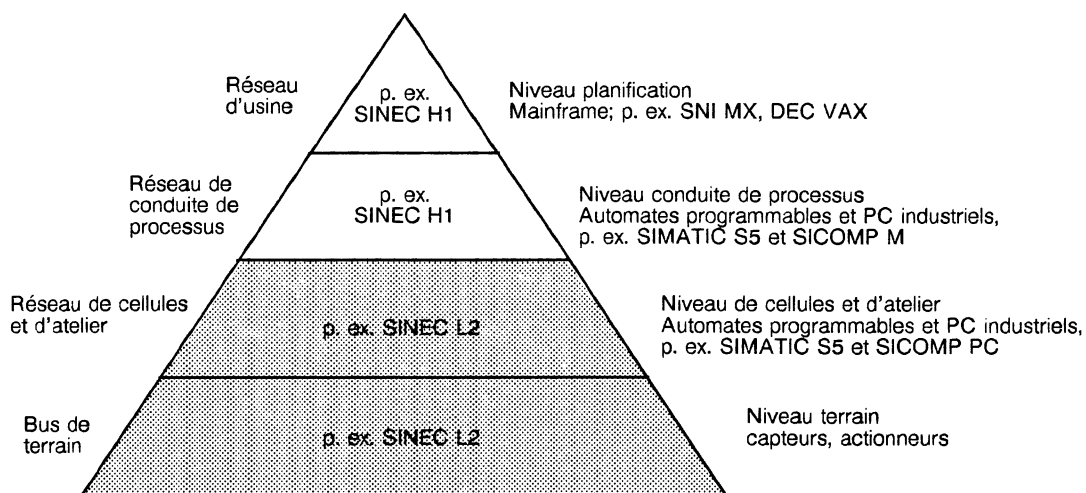 Réseau
d'usine
p. ex.
SINEC H1
Niveau planification
Mainframe; p. ex. SNI MX, DEC VAX
Réseau de
conduite de
processus
p. ex.
SINEC H1
Niveau conduite de processus
Automates programmables et PC industriels,
p. ex. SIMATIC S5 et SICOMP M
Réseau de cellules
et d'atelier
p. ex. SINEC L2
Niveau de cellules et d'atelier
Automates programmables et PC industriels,
p. ex. SIMATIC S5 et SICOMP PC
Bus de
terrain
p. ex. SINEC L2
Niveau terrain
capteurs, actionneurs